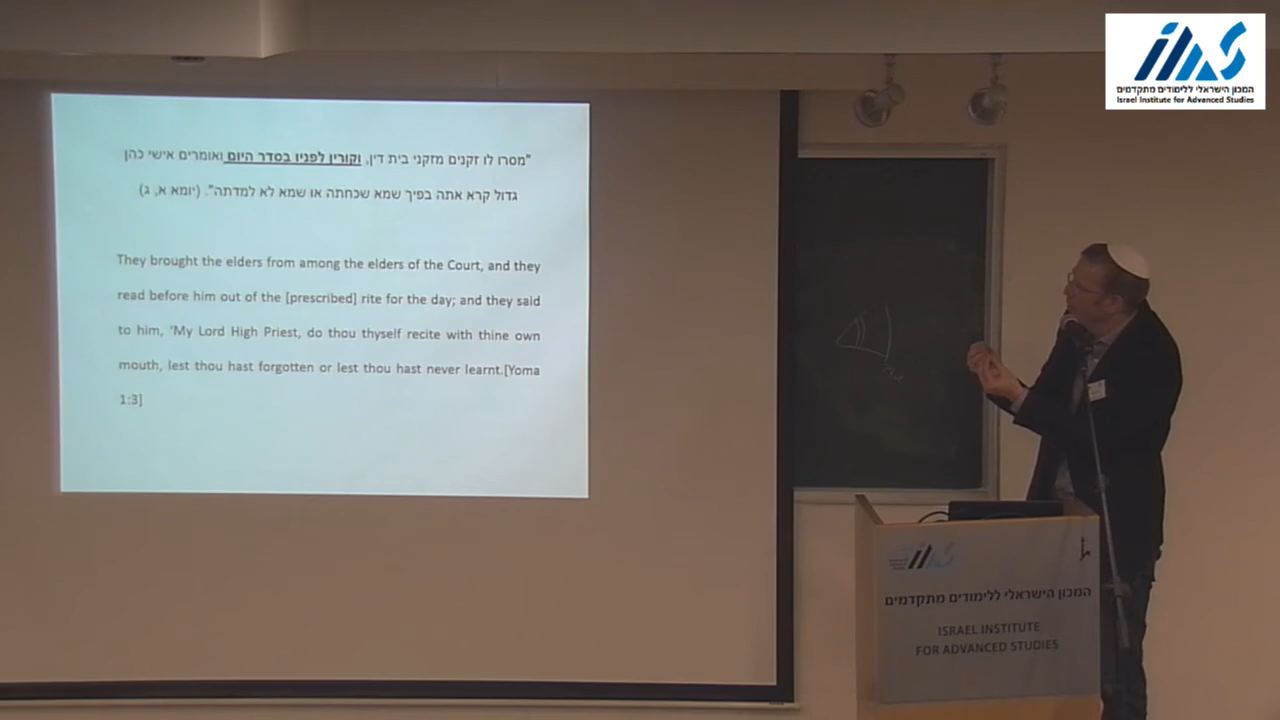 "מסרו לו זקנים מזקני בית דין, וקורין לפניו בסדר היום ואומרים אישי כהן
גדול קרא אתה בפיך שמא שכחתה או שמא לא למדתה". (יומא א, ג)
They brought the elders from among the elders of the Court, and they
read before him out of the [prescribed] rite for the day; and they said
to him, 'My Lord High Priest, do thou thyself recite with thine own
mouth, lest thou hast forgotten or lest thou hast never learnt.[Yoma
1:3]
המכון הישראלי ללימודים מתקדמים
Israel Institute for Advanced Studies
המכון הישראלי ללימודים מתקדמים
ISRAEL INSTITUTE
FOR ADVANCED STUDIES